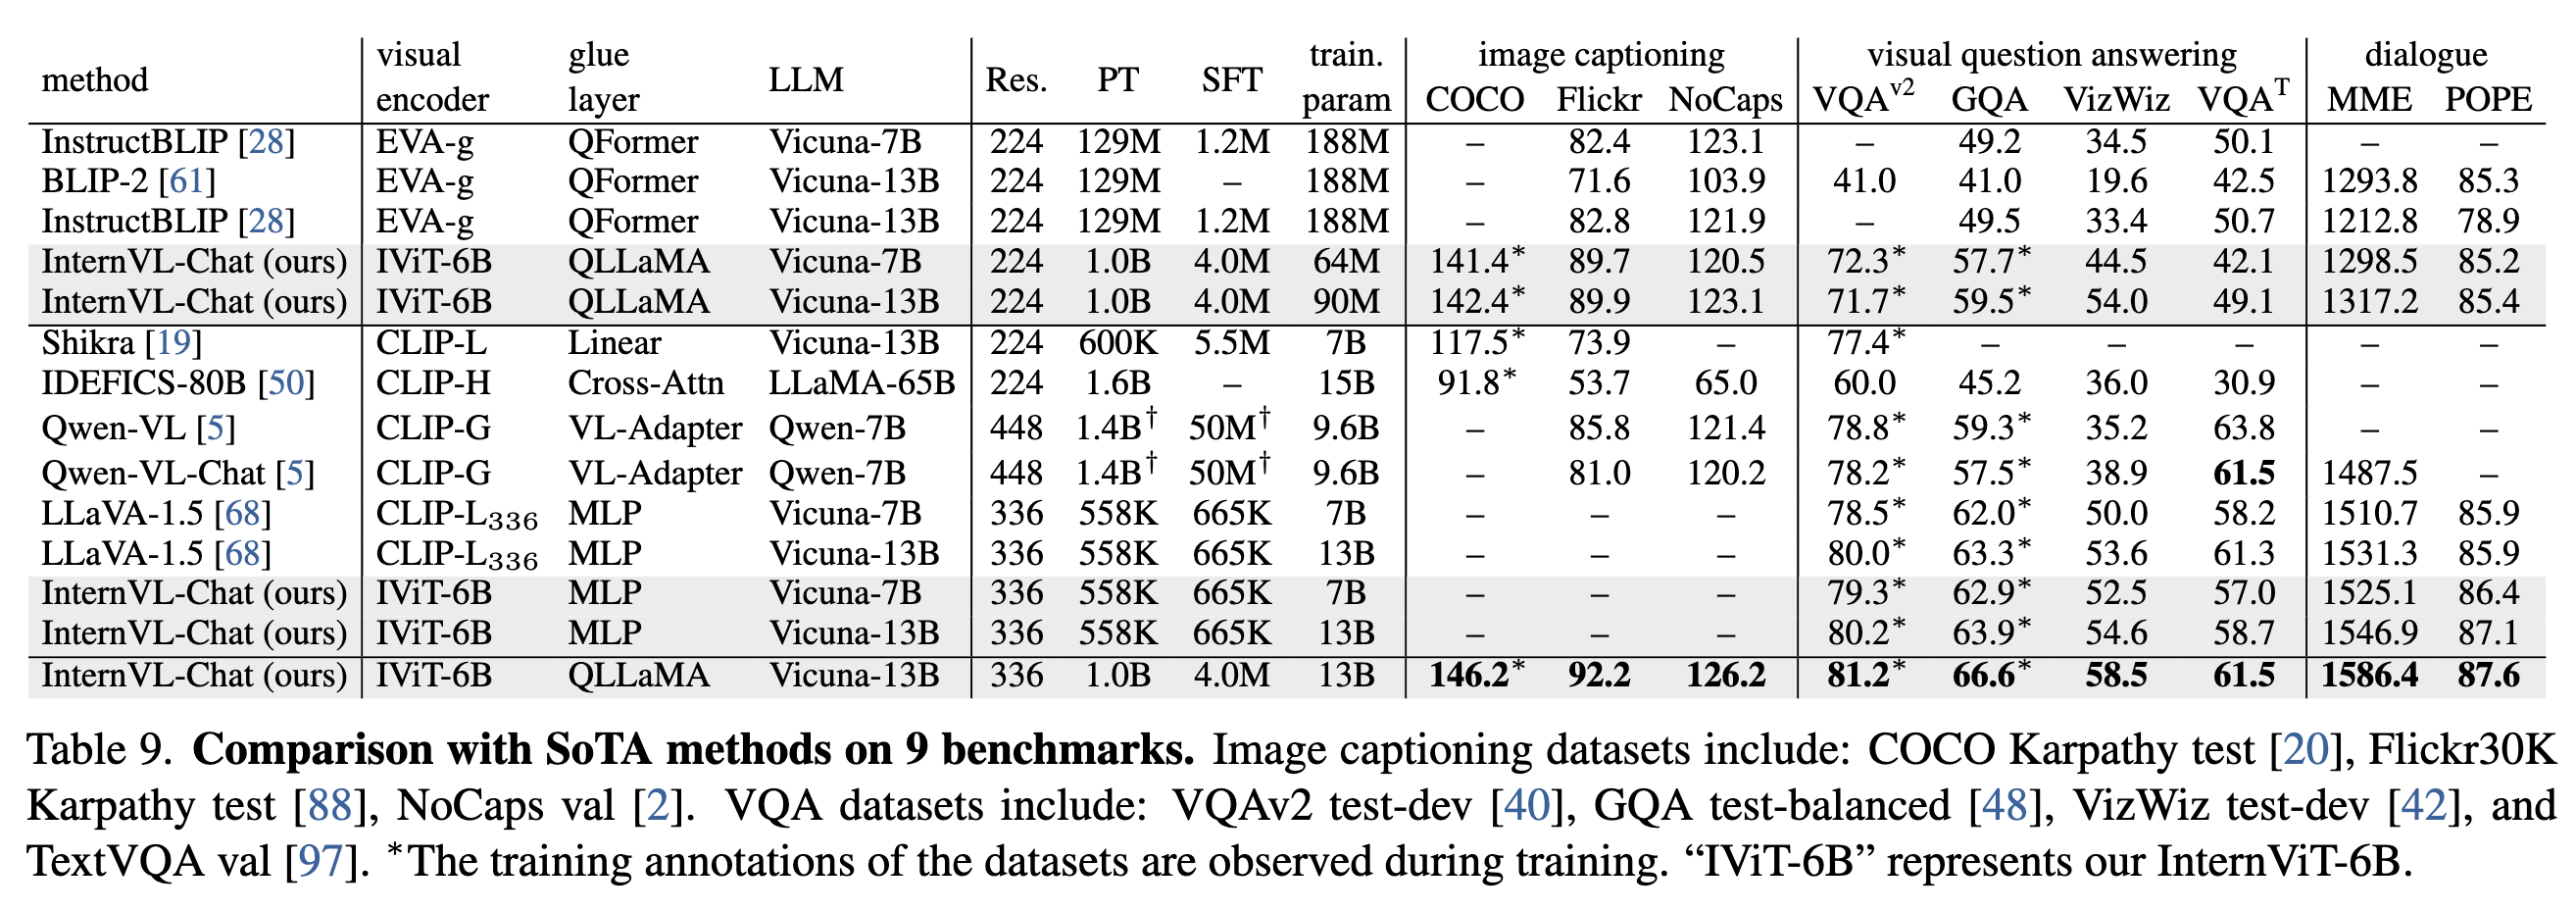 method visual encoder glue layer LLM Res. PT SFT train. param image captioning visual question answering dialogue
COCO Flickr NoCaps VQA^v2 GQA VizWiz VQA^T MME POPE
InstructBLIP [28] EVA-g QFormer Vicuna-7B 224 129M 1.2M 188M – 82.4 123.1 – 49.2 34.5 50.1 – –
BLIP-2 [61] EVA-g QFormer Vicuna-13B 224 129M – 188M – 71.6 103.9 41.0 41.0 19.6 42.5 1293.8 85.3
InstructBLIP [28] EVA-g QFormer Vicuna-13B 224 129M 1.2M 188M – 82.8 121.9 – 49.5 33.4 50.7 1212.8 78.9
InternVL-Chat (ours) IViT-6B QLLaMA Vicuna-7B 224 1.0B 4.0M 64M 141.4* 89.7 120.5 72.3* 57.7* 44.5 42.1 1298.5 85.2
InternVL-Chat (ours) IViT-6B QLLaMA Vicuna-13B 224 1.0B 4.0M 90M 142.4* 89.9 123.1 71.7* 59.5* 54.0 49.1 1317.2 85.4
Shikra [19] CLIP-L Linear Vicuna-13B 224 600K 5.5M 7B 117.5* 73.9 – 77.4* – – – – –
IDEFICS-80B [50] CLIP-H Cross-Attn LLaMA-65B 224 1.6B – 15B 91.8* 53.7 65.0 60.0 45.2 36.0 30.9 – –
Qwen-VL [5] CLIP-G VL-Adapter Qwen-7B 448 1.4B† 50M† 9.6B – 85.8 121.4 78.8* 59.3* 35.2 63.8 – –
Qwen-VL-Chat [5] CLIP-G VL-Adapter Qwen-7B 448 1.4B† 50M† 9.6B – 81.0 120.2 78.2* 57.5* 38.9 61.5 1487.5 –
LLaVA-1.5 [68] CLIP-L336 MLP Vicuna-7B 336 558K 665K 7B – – – 78.5* 62.0* 50.0 58.2 1510.7 85.9
LLaVA-1.5 [68] CLIP-L336 MLP Vicuna-13B 336 558K 665K 13B – – – 80.0* 63.3* 53.6 61.3 1531.3 85.9
InternVL-Chat (ours) IViT-6B MLP Vicuna-7B 336 558K 665K 7B – – – 79.3* 62.9* 52.5 57.0 1525.1 86.4
InternVL-Chat (ours) IViT-6B MLP Vicuna-13B 336 558K 665K 13B – – – 80.2* 63.9* 54.6 58.7 1546.9 87.1
InternVL-Chat (ours) IViT-6B QLLaMA Vicuna-13B 336 1.0B 4.0M 13B 146.2* 92.2 126.2 81.2* 66.6* 58.5 61.5 1586.4 87.6
Table 9. Comparison with SoTA methods on 9 benchmarks. Image captioning datasets include: COCO Karpathy test [20], Flickr30K
Karpathy test [88], NoCaps val [2]. VQA datasets include: VQAv2 test-dev [40], GQA test-balanced [48], VizWiz test-dev [42], and
TextVQA val [97]. *The training annotations of the datasets are observed during training. “IViT-6B” represents our InternViT-6B.